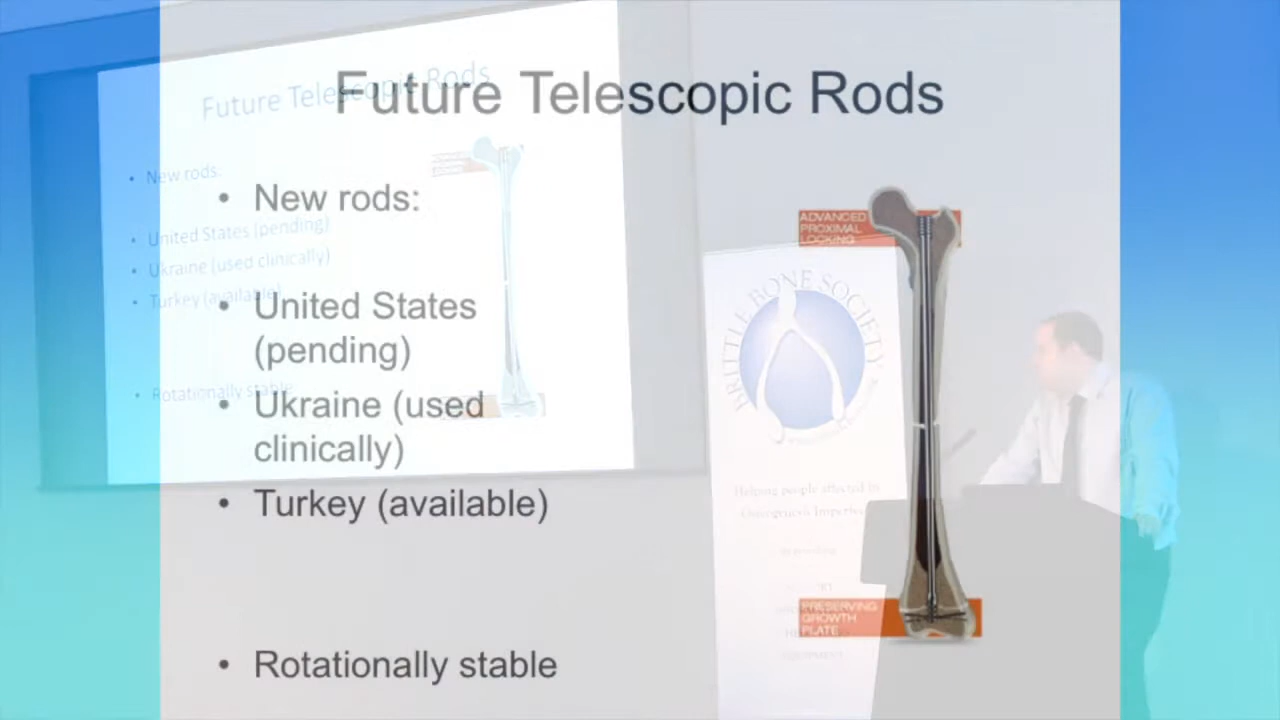 Future Telescopic Rods
• New rods:
• United States
(pending)
• Ukraine (used
clinically)
• Turkey (available)
• Rotationally stable
ADVANCED
PROXIMAL
LOCKING
PRESERVING
GROWTH
PLATE
Future Telescopic Rods
• New rods:
• United States (pending)
• Ukraine (used clinically)
• Turkey (available)
• Rotationally stable
BRITTLE BONE SOCIETY
Helping people affected by
Osteogenesis Imperfecta
EQUIPMENT